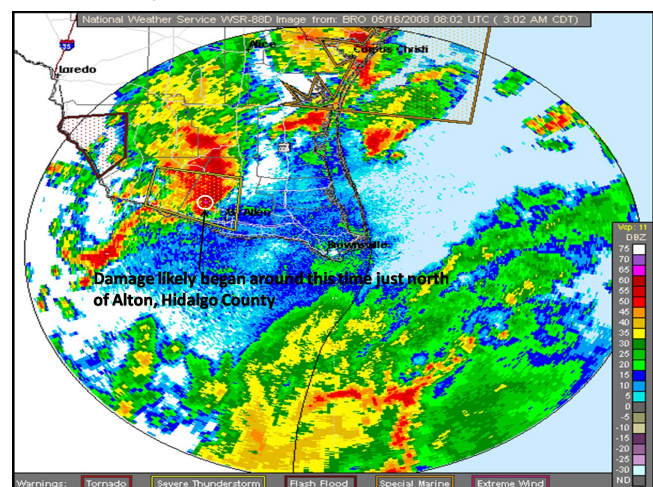 National Weather Service WSR-88D Image from: BRO 05/16/2008 08:02 UTC ( 3:02 AM CDT)
35
Alice
Corpus Christi
Laredo
Brownsville
Damage likely began around this time just north
of Alton, Hidalgo County
Vcp: 11
DBZ
75
70
65
60
55
50
45
40
35
30
25
20
15
10
5
0
-5
-10
-15
-20
-25
-30
ND
Warnings: Tornado Severe Thunderstorm Flash Flood Special Marine Extreme Wind